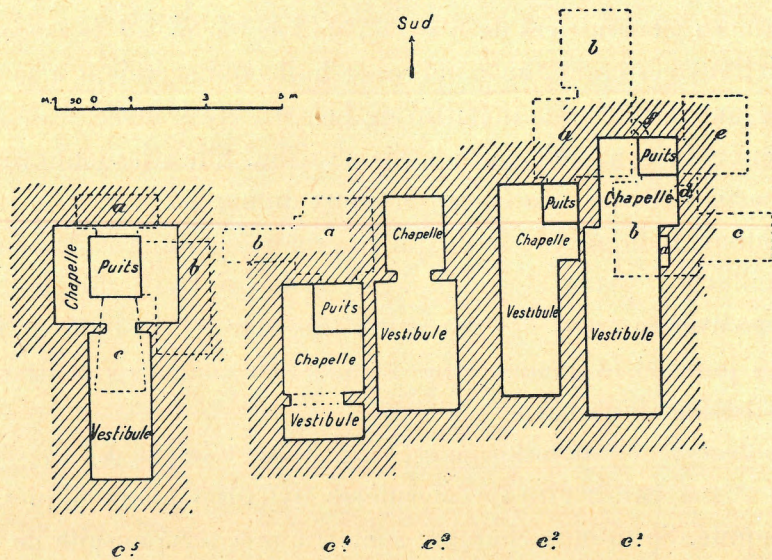 Sud
M.1 50 0 1 3 5 M
b
a
e
f
Puits
Puits
d
Chapelle
Chapelle
b
c
a
Vestibule
Vestibule
Chapelle
Vestibule
a
b
Puits
Chapelle
Vestibule
a
b
Chapelle
Puits
c
Vestibule
c.5 c.4 c.3 c.2 c.1